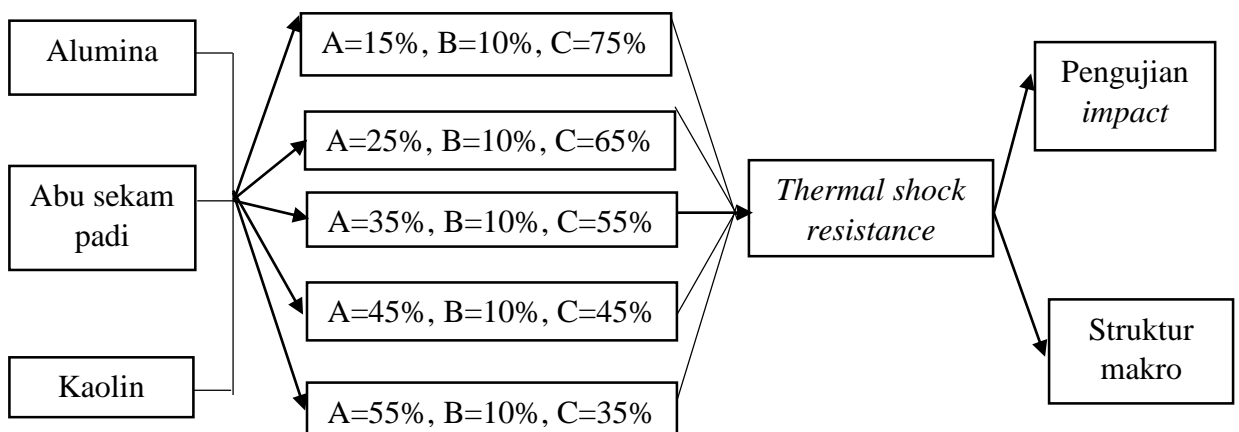 Alumina
Abu sekam
padi
Kaolin
A=15%, B=10%, C=75%
A=25%, B=10%, C=65%
A=35%, B=10%, C=55%
A=45%, B=10%, C=45%
A=55%, B=10%, C=35%
Thermal shock
resistance
Pengujian
impact
Struktur
makro